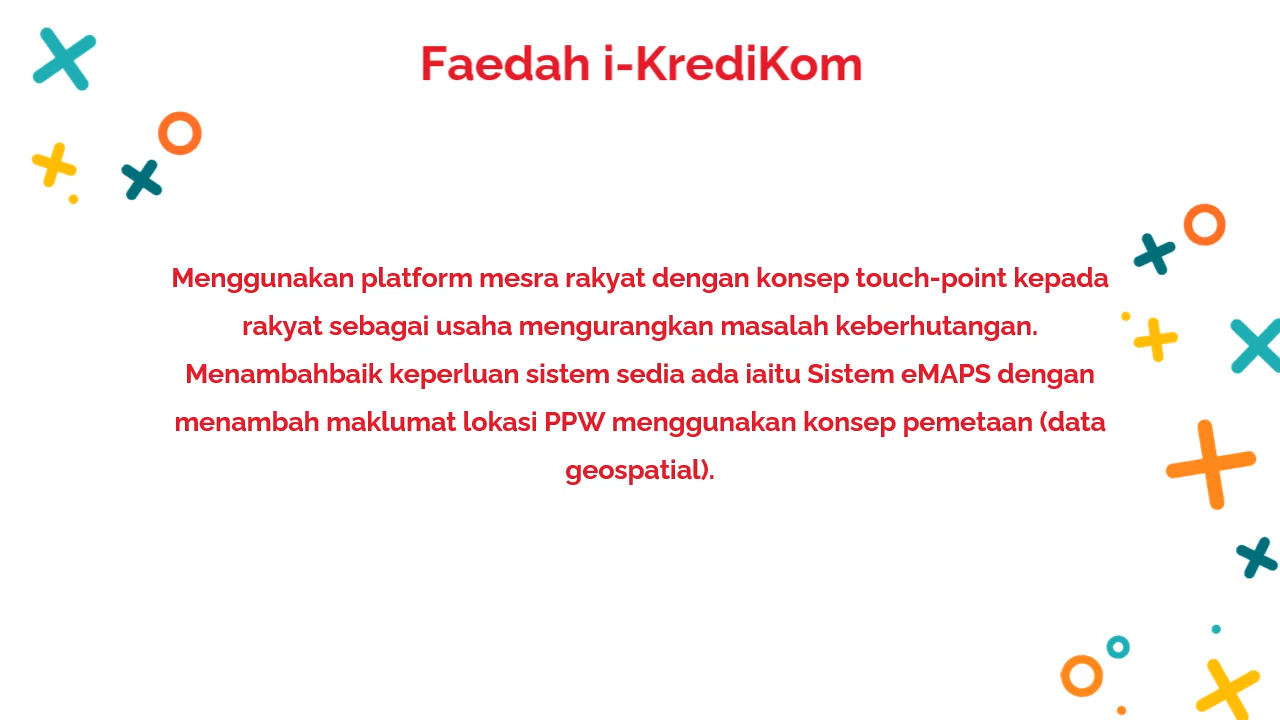 Faedah i-KrediKom
Menggunakan platform mesra rakyat dengan konsep touch-point kepada
rakyat sebagai usaha mengurangkan masalah keberhutangan.
Menambahbaik keperluan sistem sedia ada iaitu Sistem eMAPS dengan
menambah maklumat lokasi PPW menggunakan konsep pemetaan (data
geospatial).